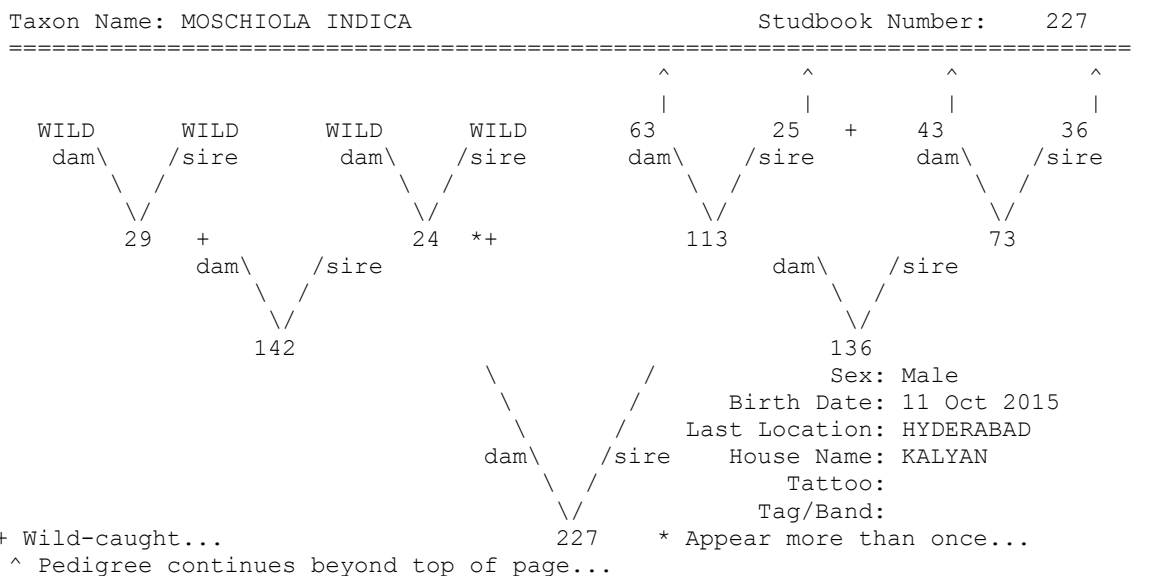 Taxon Name: MOSCHIOLA INDICA                        Studbook Number:    227
==============================================================================
                                              ^         ^         ^         ^
                                              |         |         |         |
  WILD      WILD      WILD      WILD      63        25   +    43        36
   dam\    /sire       dam\    /sire       dam\    /sire       dam\    /sire
       \  /                \  /                \  /                \  /
        \/                  \/                  \/                  \/
        29   +              24  *+             113                  73
             dam\    /sire                           dam\    /sire
                 \  /                                    \  /
                  \/                                      \/
                 142                                     136
                                 \          /            Sex: Male
                                  \        /      Birth Date: 11 Oct 2015
                                   \      /    Last Location: HYDERABAD
                                 dam\    /sire    House Name: KALYAN
                                     \  /             Tattoo:
                                      \/            Tag/Band:
+ Wild-caught...                       227    * Appear more than once...
^ Pedigree continues beyond top of page...